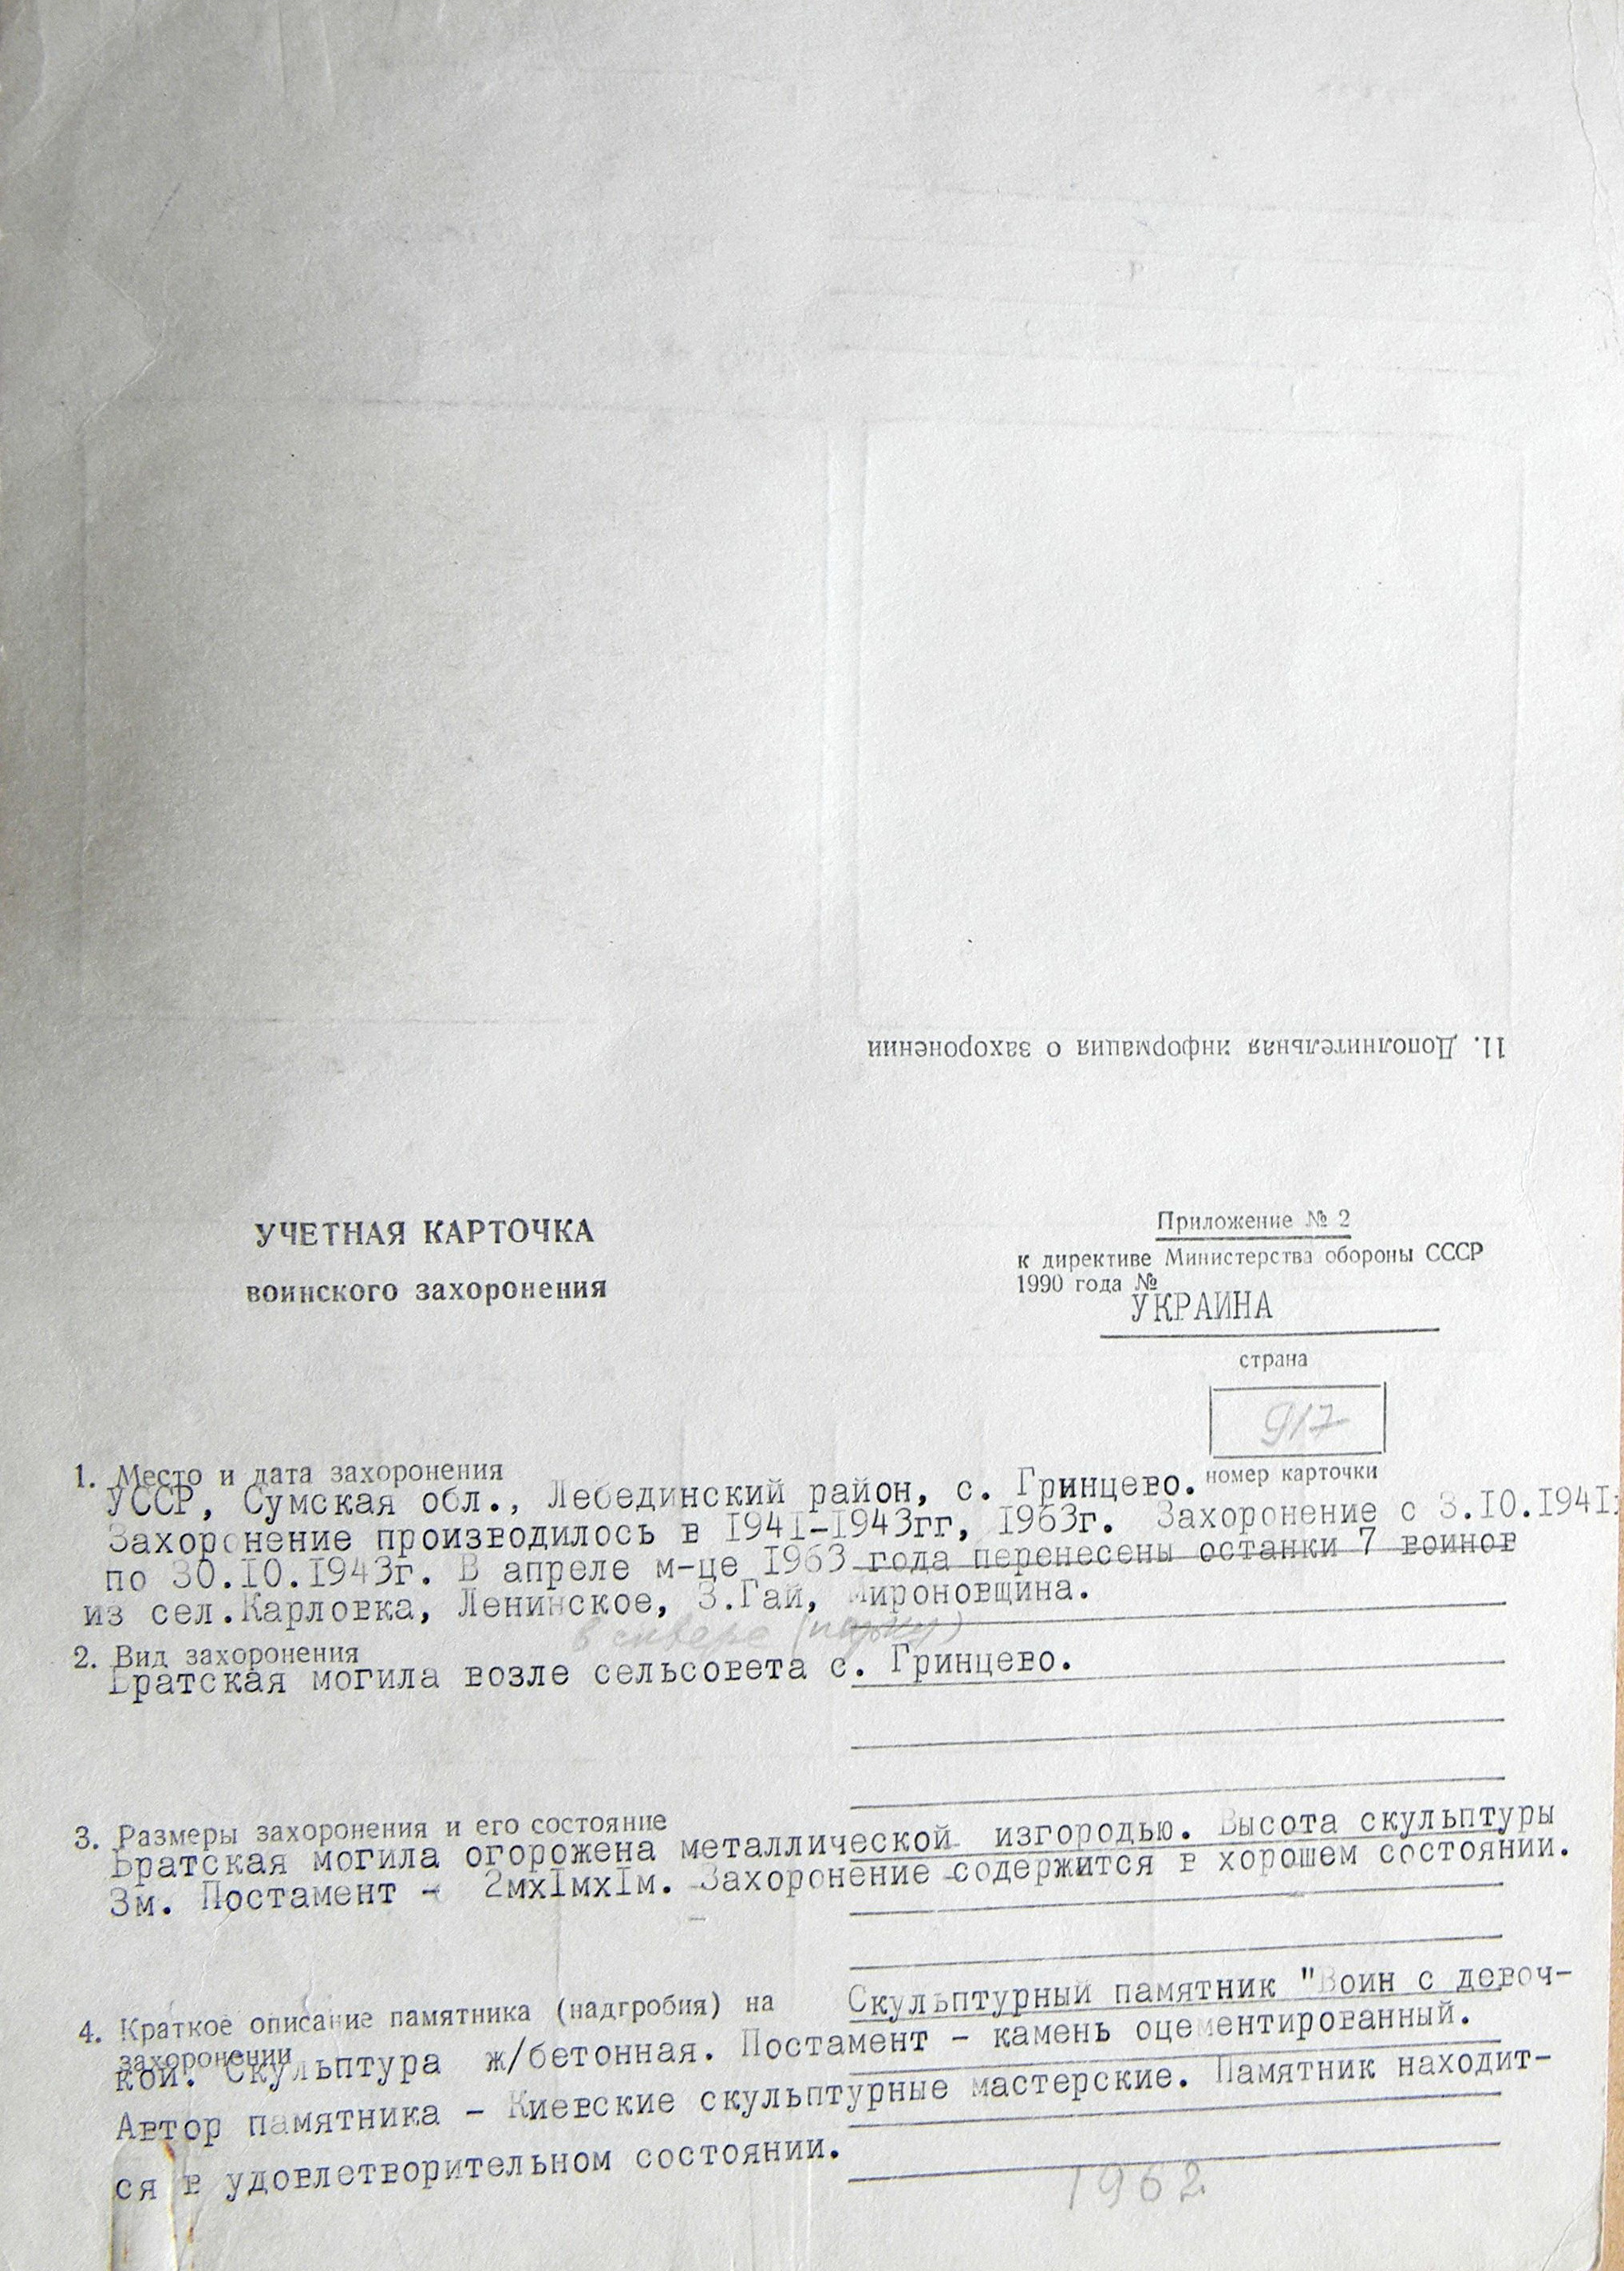 11. Дополнительная информация о захоронении
УЧЕТНАЯ КАРТОЧКА
воинского захоронения
Приложение № 2
к директиве Министерства обороны СССР
1990 года №
УКРАИНА
страна
917
номер карточки
1. Место и дата захоронения
УССР, Сумская обл., Лебединский район, с. Гринцево.
Захоронение производилось в 1941-1943гг, 1963г. Захоронение с 3.10.1941г
по 30.10.1943г. В апреле м-це 1963 года перенесены останки 7 воинов
из сел.Карловка, Ленинское, З.Гай, Мироновщина.
в сквере (парку)
2. Вид захоронения
Братская могила возле сельсовета с. Гринцево.
3. Размеры захоронения и его состояние
Братская могила огорожена металлической изгородью. Высота скульптуры
3м. Постамент - 2мх1мх1м. Захоронение содержится в хорошем состоянии.
4. Краткое описание памятника (надгробия) на
захоронении
Скульптурный памятник "Воин с девоч-
кой. Скульптура ж/бетонная. Постамент - камень оцементированный.
Автор памятника - Киевские скульптурные мастерские. Памятник находит-
ся в удовлетворительном состоянии.
1962